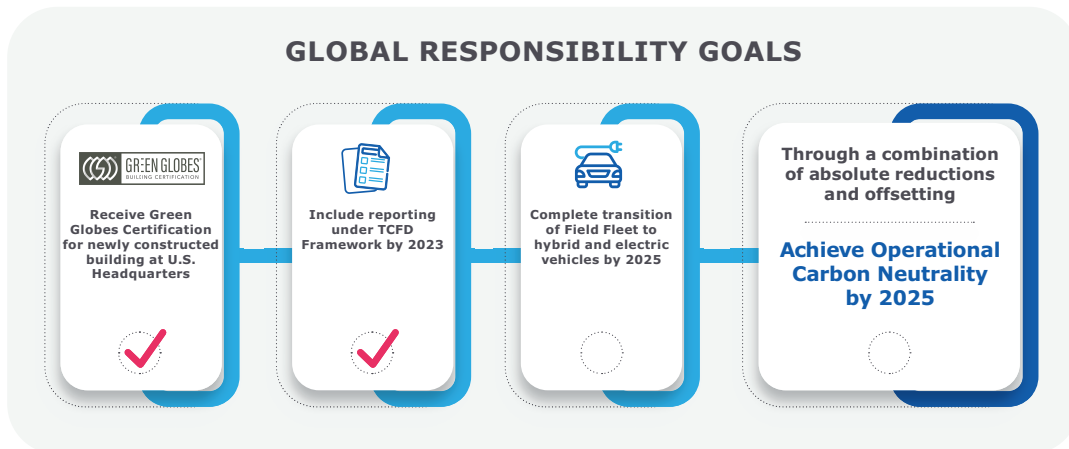 GLOBAL RESPONSIBILITY GOALS
GREEN GLOBES
BUILDING CERTIFICATION
Receive Green
Globes Certification
for newly constructed
building at U.S.
Headquarters
Include reporting
under TCFD
Framework by 2023
Complete transition
of Field Fleet to
hybrid and electric
vehicles by 2025
Through a combination
of absolute reductions
and offsetting
Achieve Operational
Carbon Neutrality
by 2025